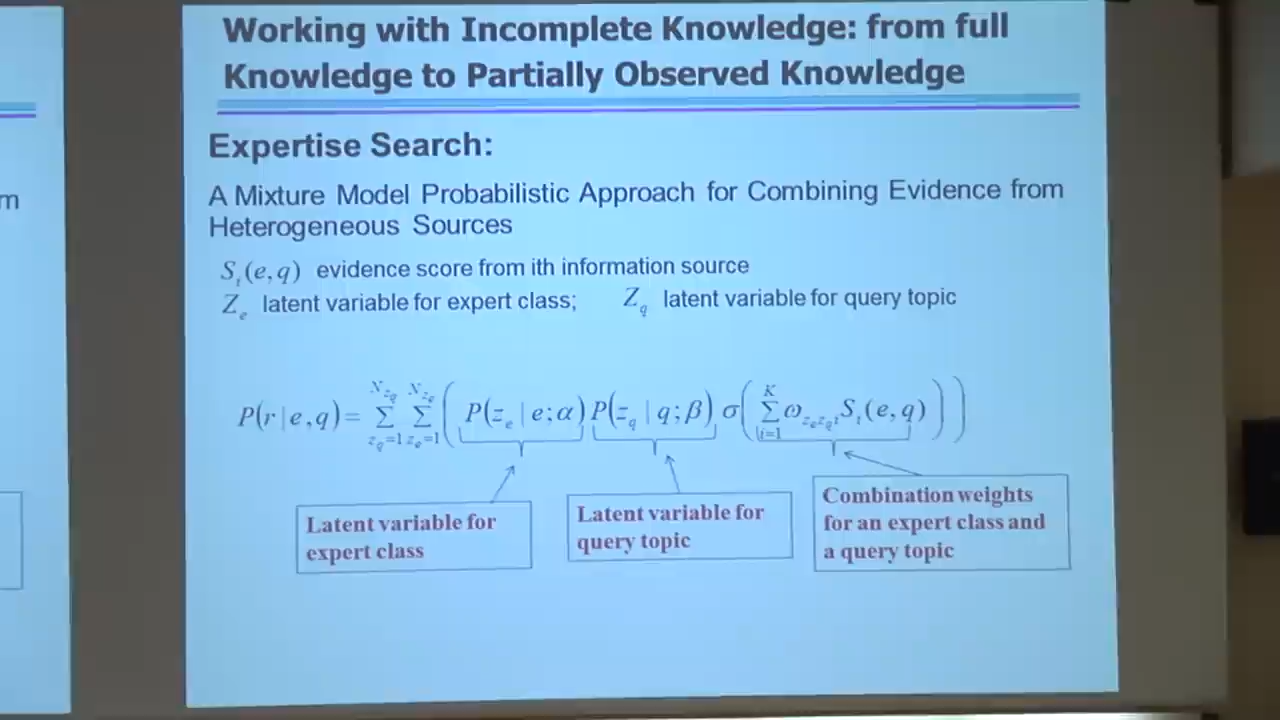 Working with Incomplete Knowledge: from full
Knowledge to Partially Observed Knowledge
m
Expertise Search:
A Mixture Model Probabilistic Approach for Combining Evidence from
Heterogeneous Sources
S_i(e,q) evidence score from ith information source
Z_e latent variable for expert class; Z_q latent variable for query topic
P(r|e,q)= Σ_{z_q=1}^{N_{z_q}} Σ_{z_e=1}^{N_{z_e}} ( P(z_e|e;α) P(z_q|q;β) σ( Σ_{i=1}^{K} ω_{z_e z_q i} S_i(e,q) ) )
Latent variable for
expert class
Latent variable for
query topic
Combination weights
for an expert class and
a query topic